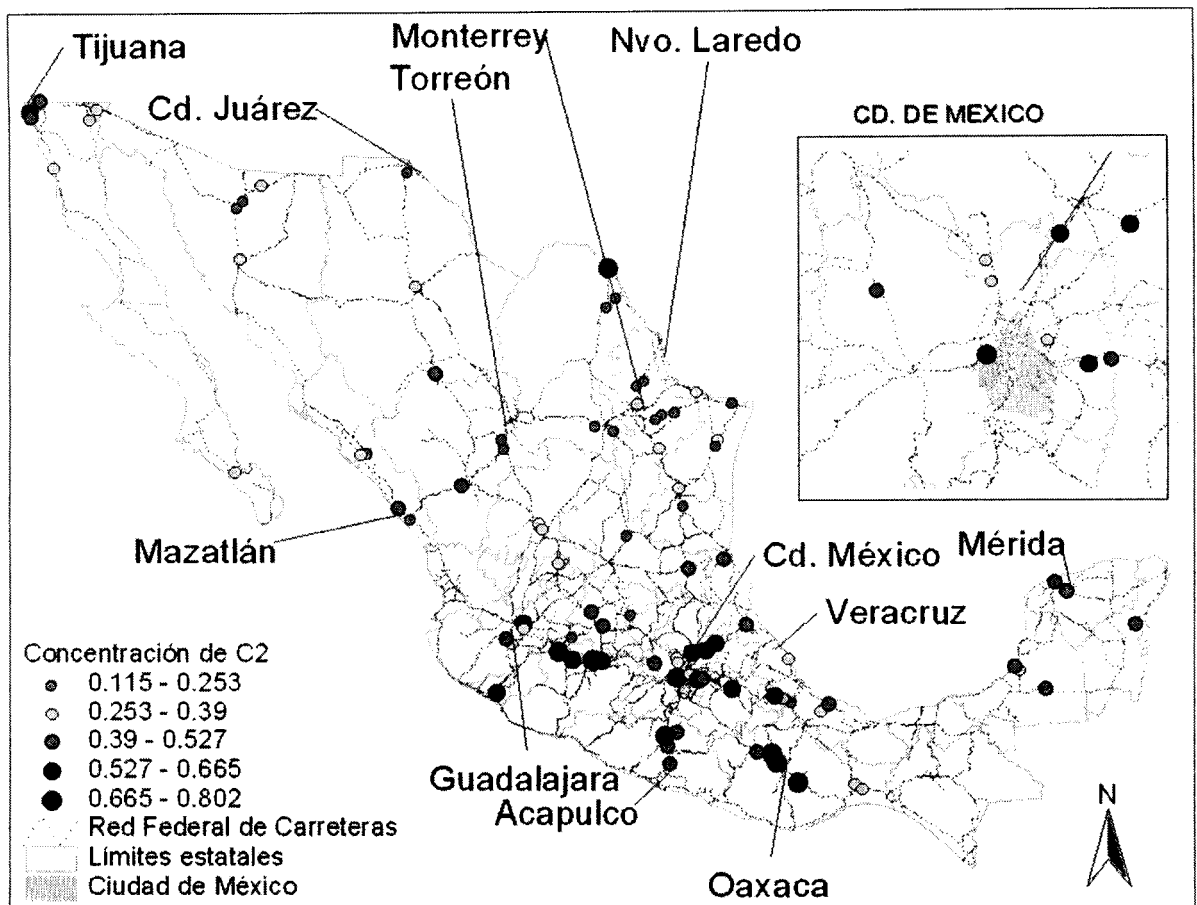 Tijuana
Monterrey
Nvo. Laredo
Torreón
Cd. Juárez
CD. DE MEXICO
Mazatlán
Cd. México
Mérida
Veracruz
Concentración de C2
0.115 - 0.253
0.253 - 0.39
0.39 - 0.527
0.527 - 0.665
0.665 - 0.802
Red Federal de Carreteras
Límites estatales
Ciudad de México
Guadalajara
Acapulco
Oaxaca
N